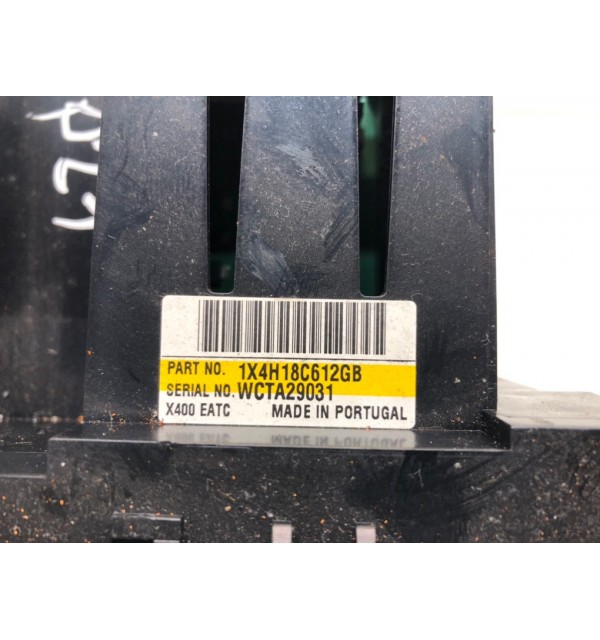 PART NO. 1X4H18C612GB
SERIAL NO. WCTA29031
X400 EATC MADE IN PORTUGAL